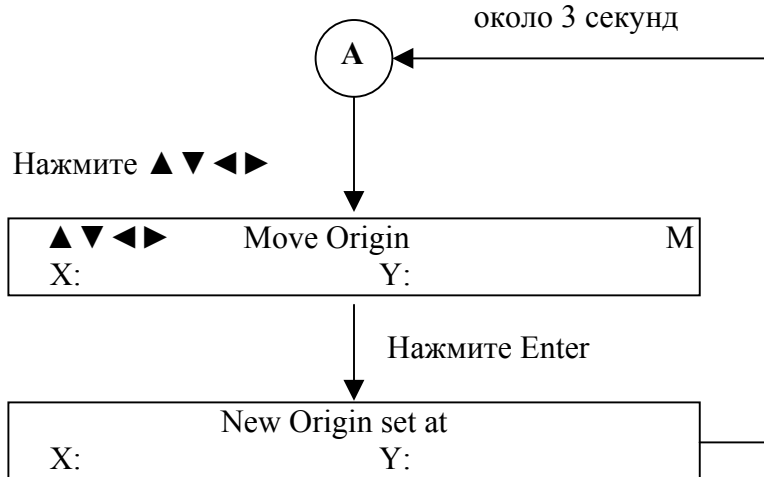 около 3 секунд
А
Нажмите ▲ ▼ ◄ ►
▲ ▼ ◄ ► Move Origin M
X: Y:
Нажмите Enter
New Origin set at
X: Y: